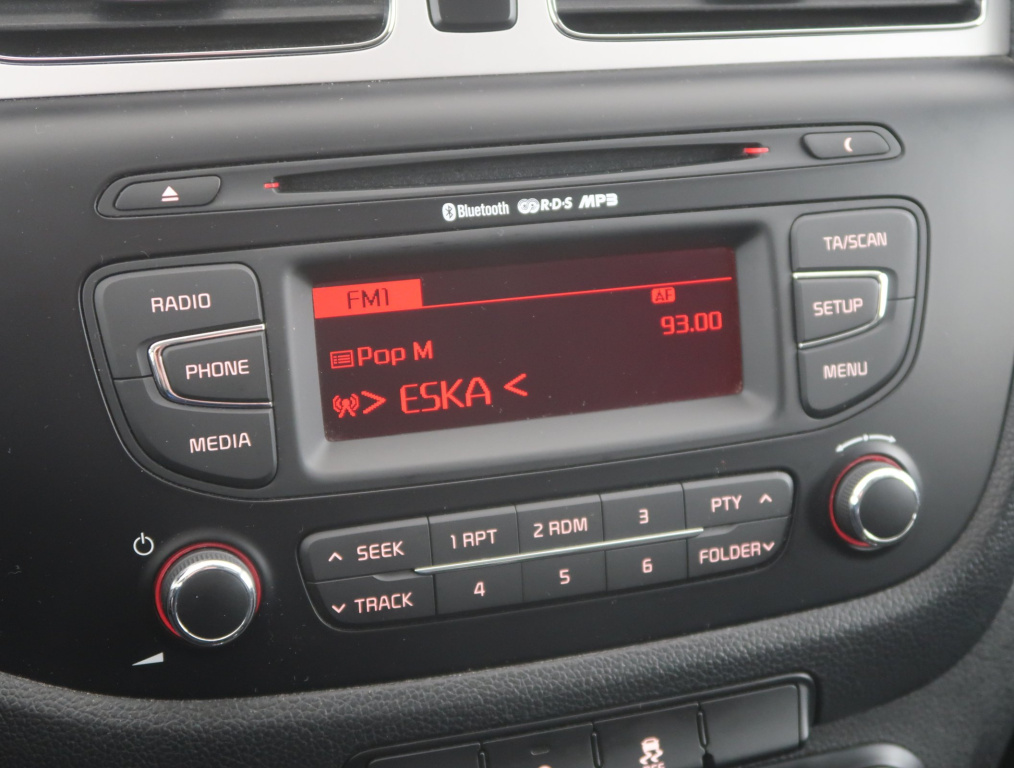 Bluetooth R·D·S MP3
TA/SCAN
RADIO
FM1
AF
SETUP
93.00
PHONE
Pop M
MENU
> ESKA <
MEDIA
SEEK
1 RPT
2 RDM
3
PTY
TRACK
4
5
6
FOLDER
OFF